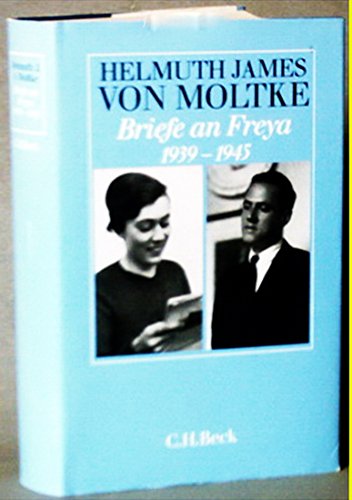 HELMUTH JAMES
VON MOLTKE
Briefe an Freya
1939 – 1945
C.H.Beck